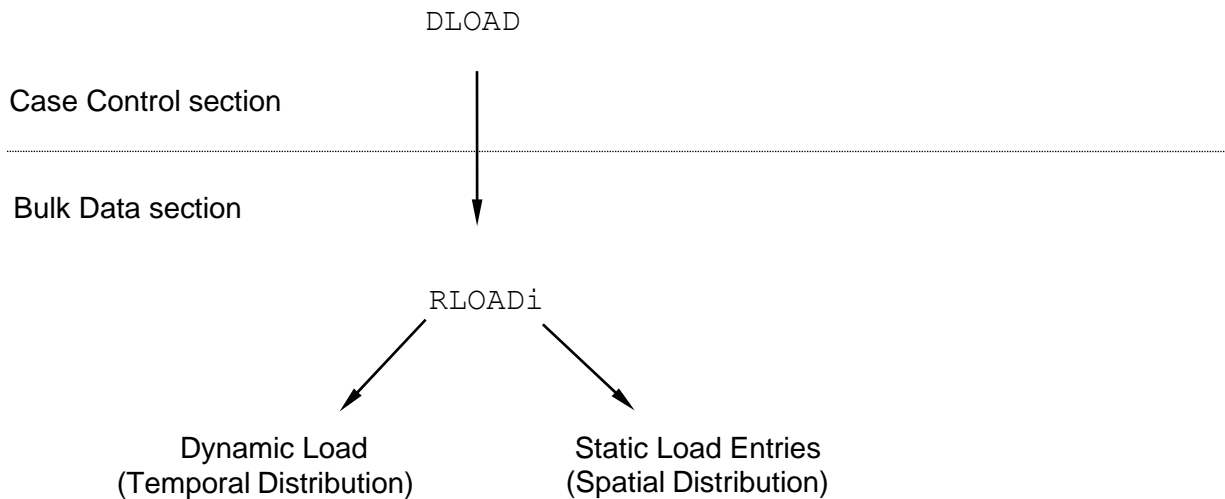 DLOAD
Case Control section
Bulk Data section
RLOADi
Dynamic Load
(Temporal Distribution)
Static Load Entries
(Spatial Distribution)